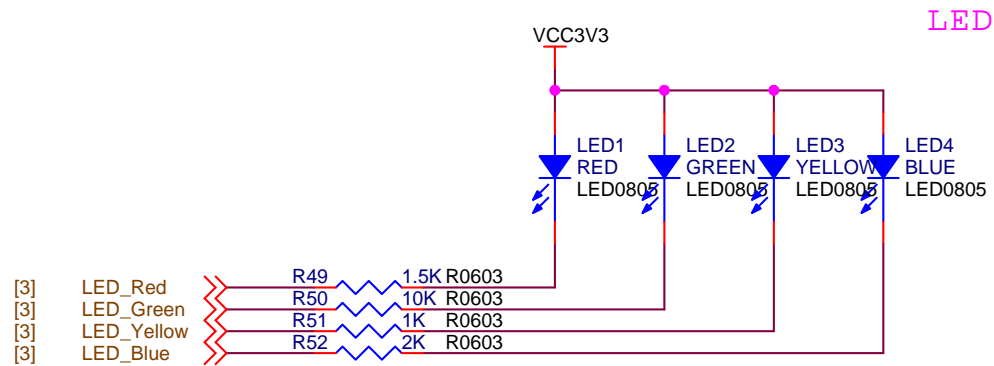 LED
VCC3V3
LED1 LED2 LED3 LED4
RED GREEN YELLOW BLUE
LED0805 LED0805 LED0805 LED0805
[3] LED_Red R49 1.5K R0603
[3] LED_Green R50 10K R0603
[3] LED_Yellow R51 1K R0603
[3] LED_Blue R52 2K R0603